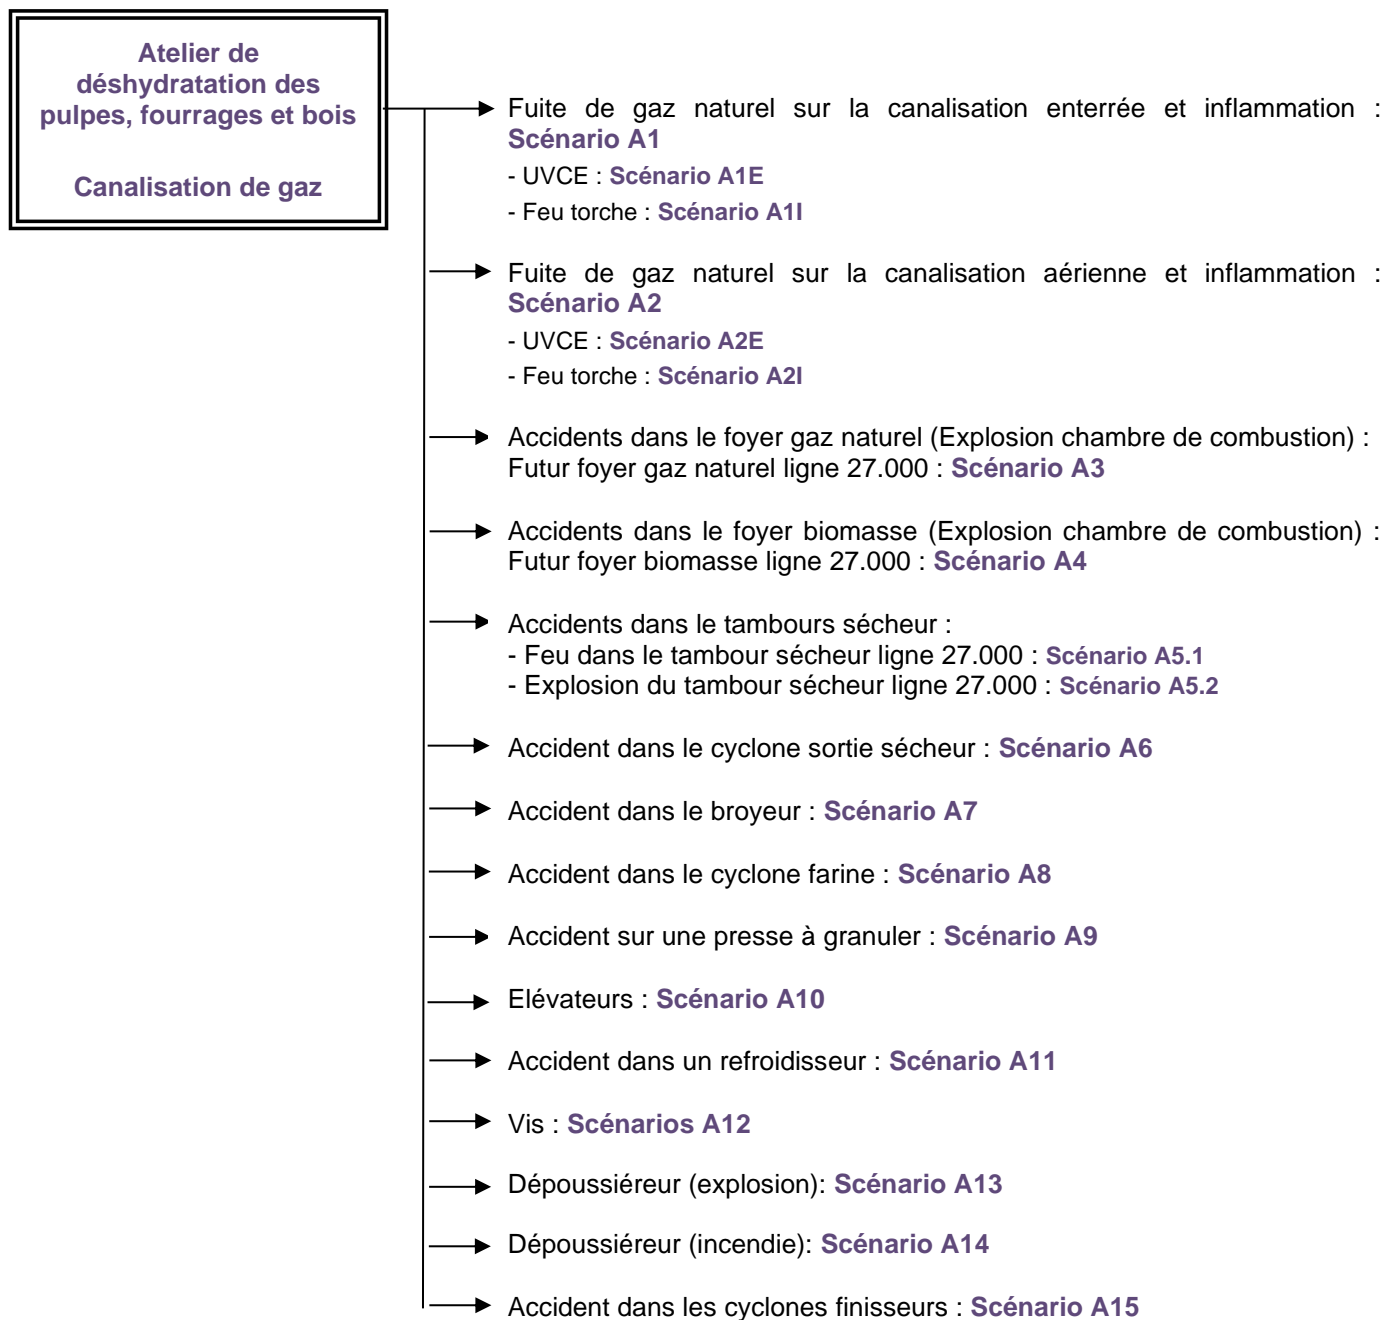 Atelier de
déshydratation des
pulpes, fourrages et bois
Canalisation de gaz
Fuite de gaz naturel sur la canalisation enterrée et inflammation :
Scénario A1
- UVCE : Scénario A1E
- Feu torche : Scénario A1I
Fuite de gaz naturel sur la canalisation aérienne et inflammation :
Scénario A2
- UVCE : Scénario A2E
- Feu torche : Scénario A2I
Accidents dans le foyer gaz naturel (Explosion chambre de combustion) :
Futur foyer gaz naturel ligne 27.000 : Scénario A3
Accidents dans le foyer biomasse (Explosion chambre de combustion) :
Futur foyer biomasse ligne 27.000 : Scénario A4
Accidents dans le tambours sécheur :
- Feu dans le tambour sécheur ligne 27.000 : Scénario A5.1
- Explosion du tambour sécheur ligne 27.000 : Scénario A5.2
Accident dans le cyclone sortie sécheur : Scénario A6
Accident dans le broyeur : Scénario A7
Accident dans le cyclone farine : Scénario A8
Accident sur une presse à granuler : Scénario A9
Elévateurs : Scénario A10
Accident dans un refroidisseur : Scénario A11
Vis : Scénarios A12
Dépoussiéreur (explosion): Scénario A13
Dépoussiéreur (incendie): Scénario A14
Accident dans les cyclones finisseurs : Scénario A15